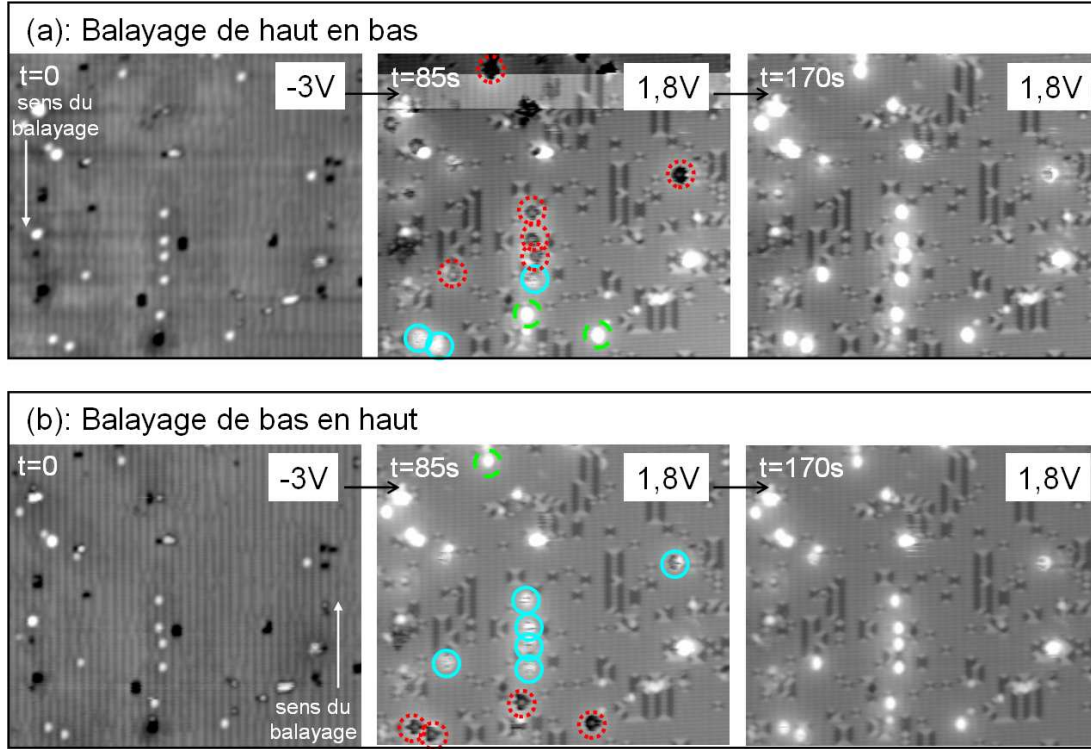 (a): Balayage de haut en bas
t=0
sens du
balayage
-3V
t=85s
1,8V
t=170s
1,8V
(b): Balayage de bas en haut
t=0
-3V
sens du
balayage
t=85s
1,8V
t=170s
1,8V